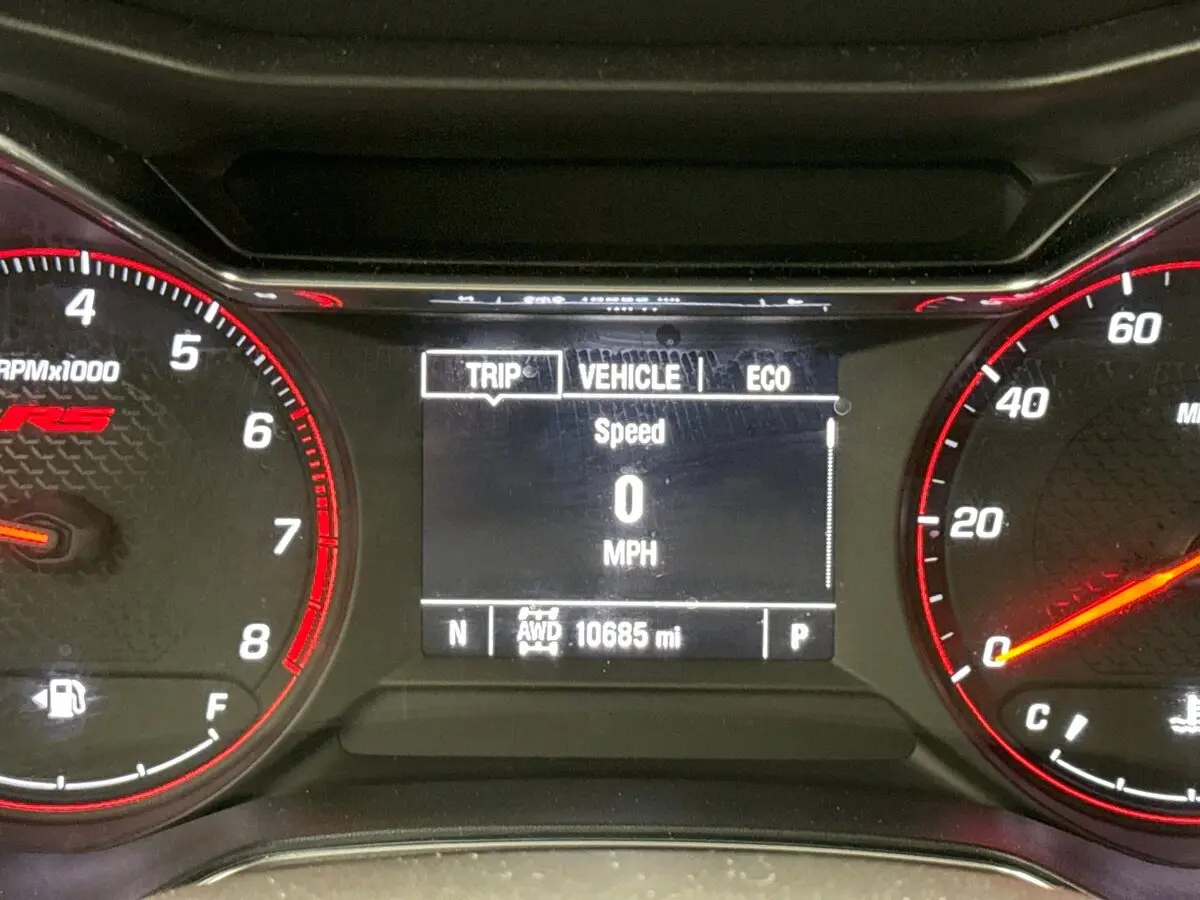 4
5
6
7
8
RPMx1000
RS
F
TRIP VEHICLE ECO
Speed
0
MPH
N AWD 10685 mi P
60
40
20
0
C